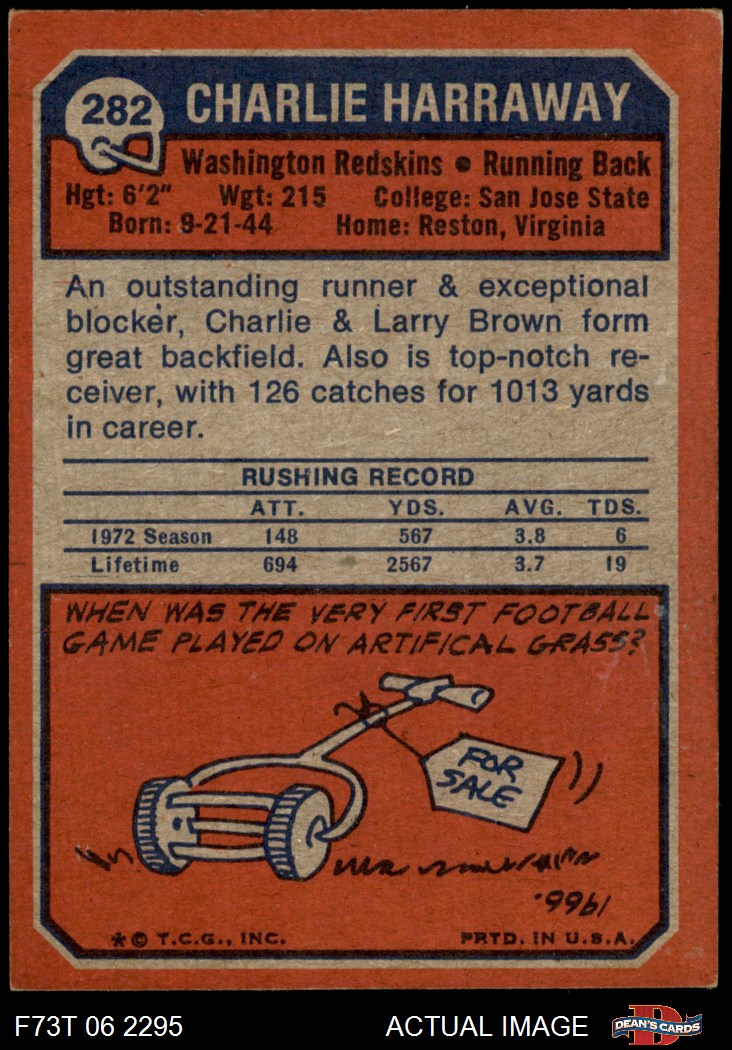 282 CHARLIE HARRAWAY
Washington Redskins ● Running Back
Hgt: 6'2" Wgt: 215 College: San Jose State
Born: 9-21-44 Home: Reston, Virginia
An outstanding runner & exceptional
blocker, Charlie & Larry Brown form
great backfield. Also is top-notch re-
ceiver, with 126 catches for 1013 yards
in career.
RUSHING RECORD
ATT. YDS. AVG. TDS.
1972 Season 148 567 3.8 6
Lifetime 694 2567 3.7 19
WHEN WAS THE VERY FIRST FOOTBALL
GAME PLAYED ON ARTIFICAL GRASS?
FOR
SALE
1966.
*© T.C.G., INC. PRTD. IN U.S.A.
F73T 06 2295 ACTUAL IMAGE DEAN'S CARDS